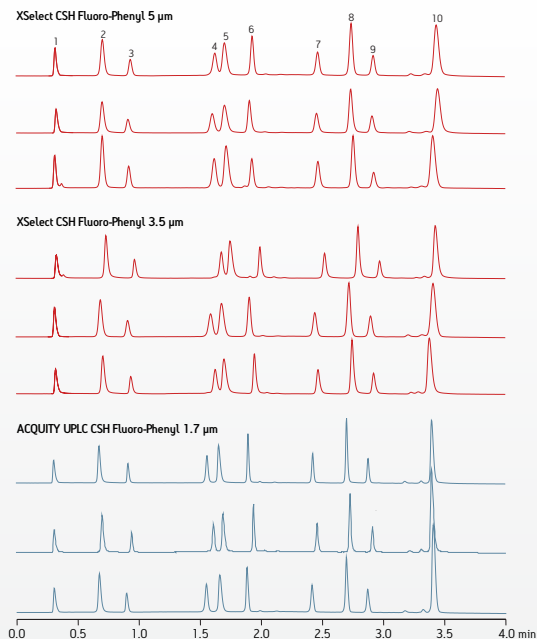 XSelect CSH Fluoro-Phenyl 5 µm
1 2 3 4 5 6 7 8 9 10
XSelect CSH Fluoro-Phenyl 3.5 µm
ACQUITY UPLC CSH Fluoro-Phenyl 1.7 µm
0.0 0.5 1.0 1.5 2.0 2.5 3.0 3.5 4.0 min